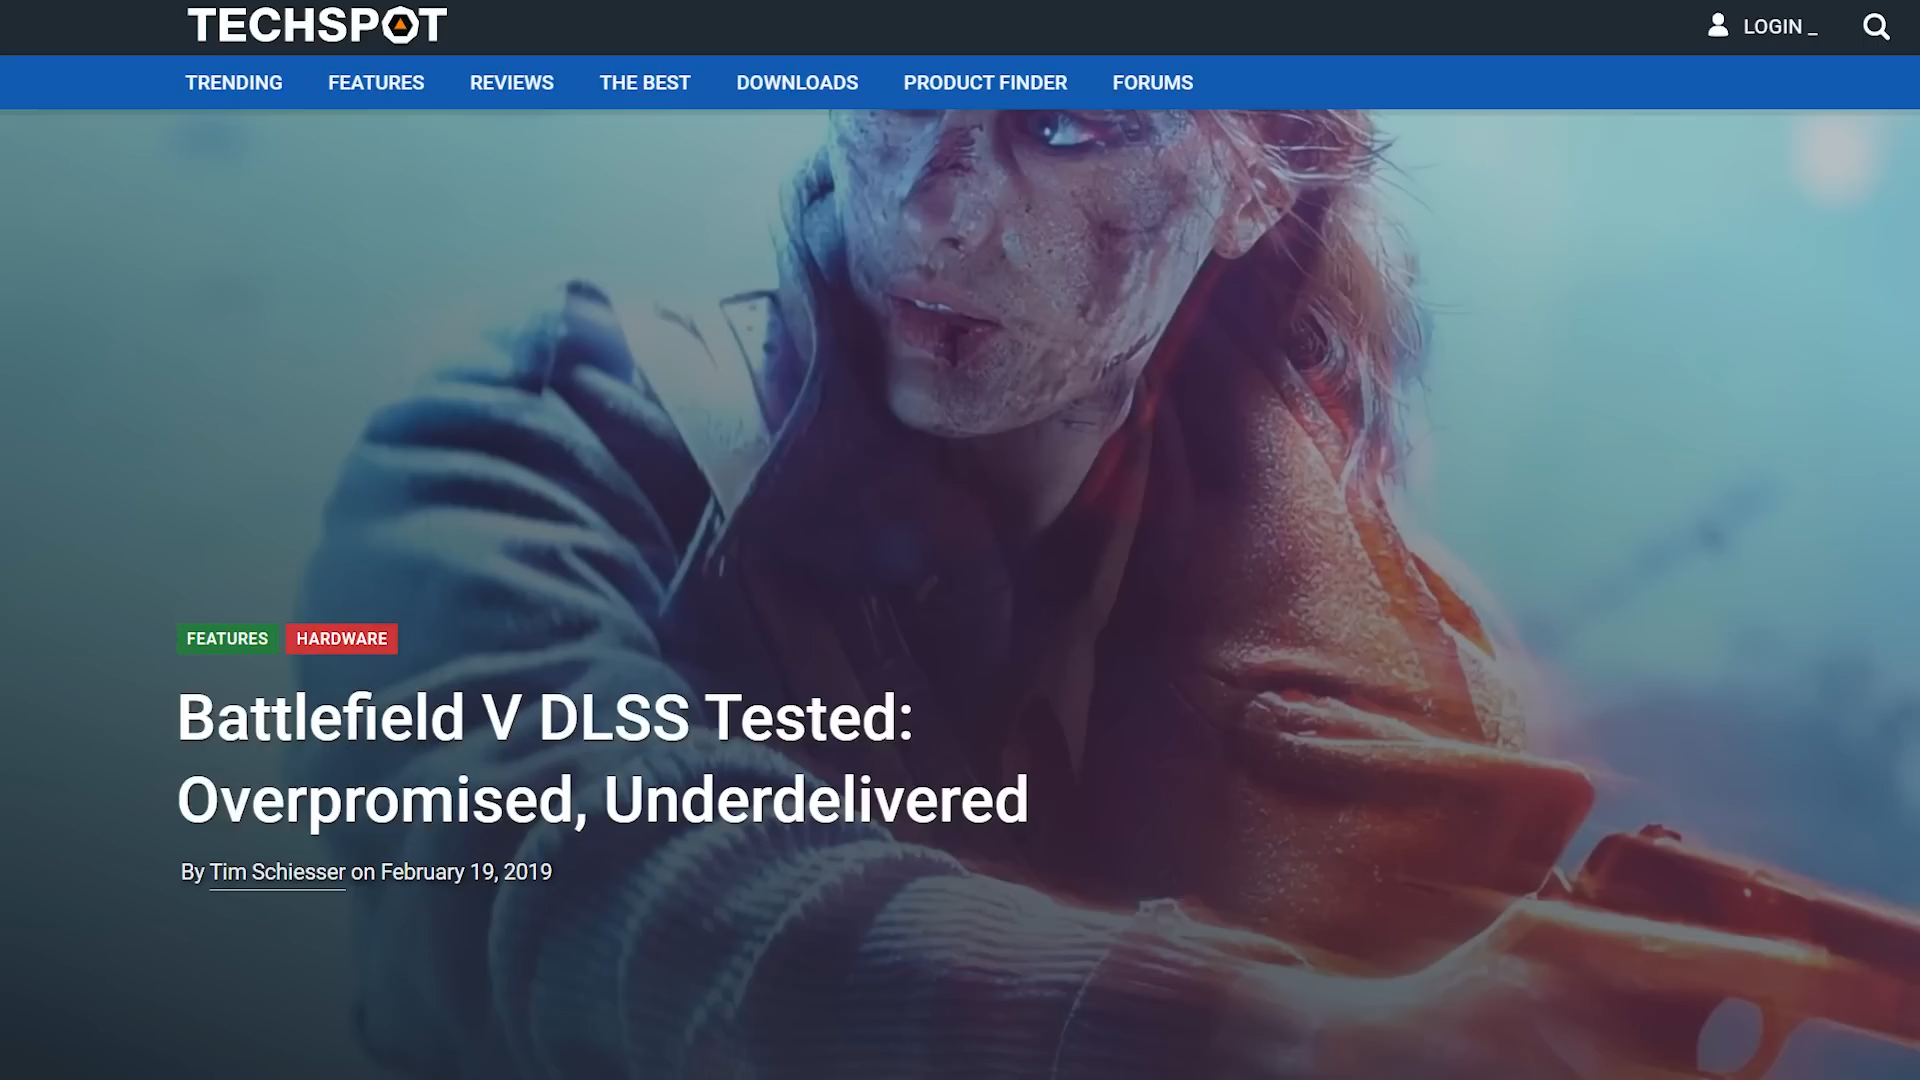 TECHSPOT
LOGIN _
TRENDING FEATURES REVIEWS THE BEST DOWNLOADS PRODUCT FINDER FORUMS
FEATURES HARDWARE
Battlefield V DLSS Tested:
Overpromised, Underdelivered
By Tim Schiesser on February 19, 2019